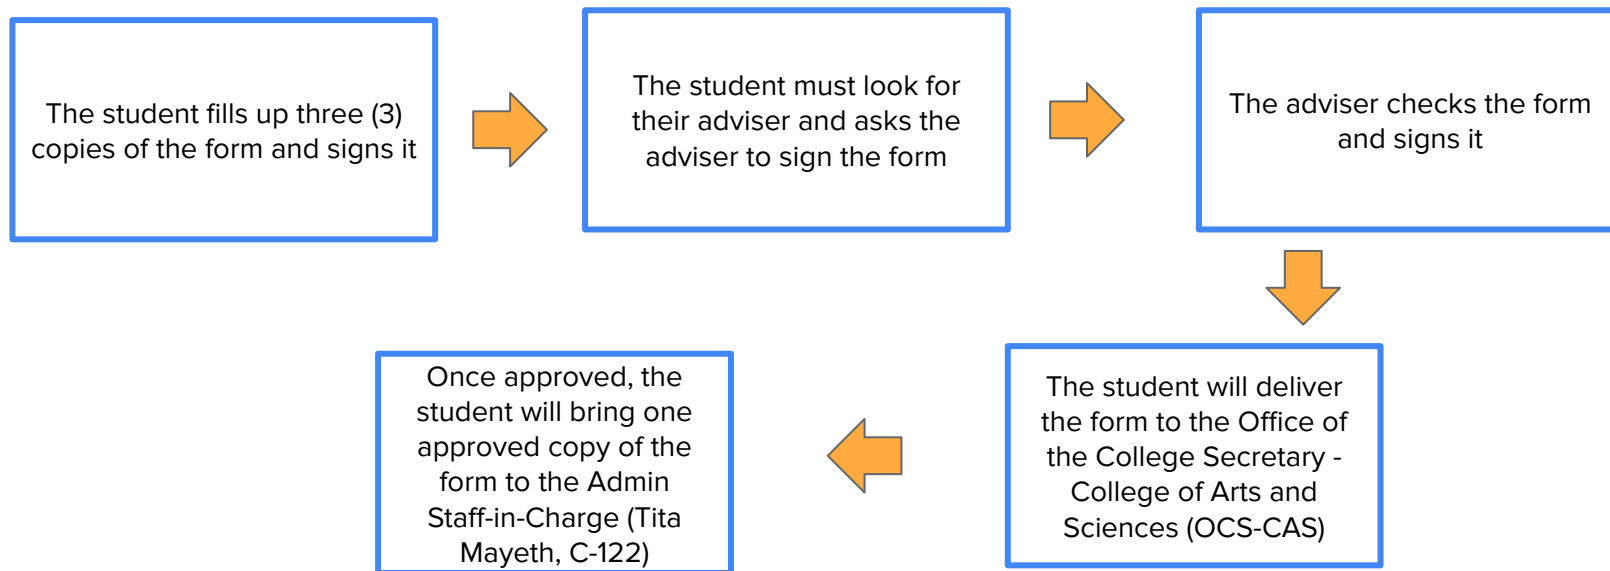 The student fills up three (3)
copies of the form and signs it
The student must look for
their adviser and asks the
adviser to sign the form
The adviser checks the form
and signs it
The student will deliver
the form to the Office of
the College Secretary -
College of Arts and
Sciences (OCS-CAS)
Once approved, the
student will bring one
approved copy of the
form to the Admin
Staff-in-Charge (Tita
Mayeth, C-122)